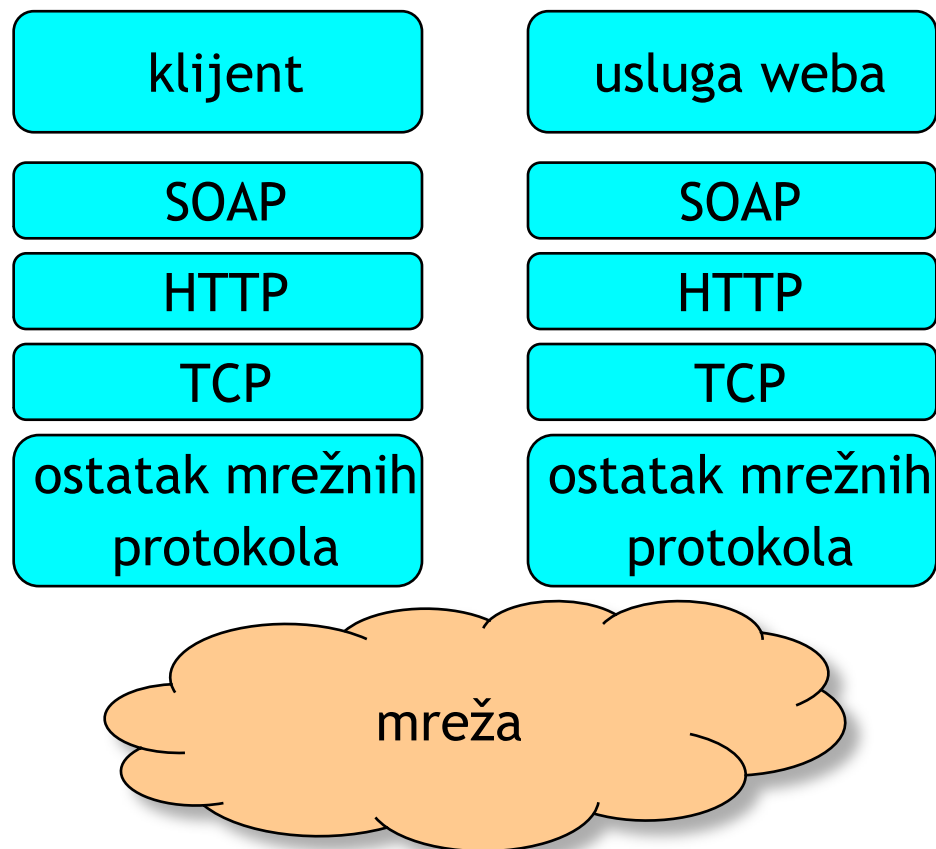 klijent
usluga weba
SOAP
SOAP
HTTP
HTTP
TCP
TCP
ostatak mrežnih
protokola
ostatak mrežnih
protokola
mreža